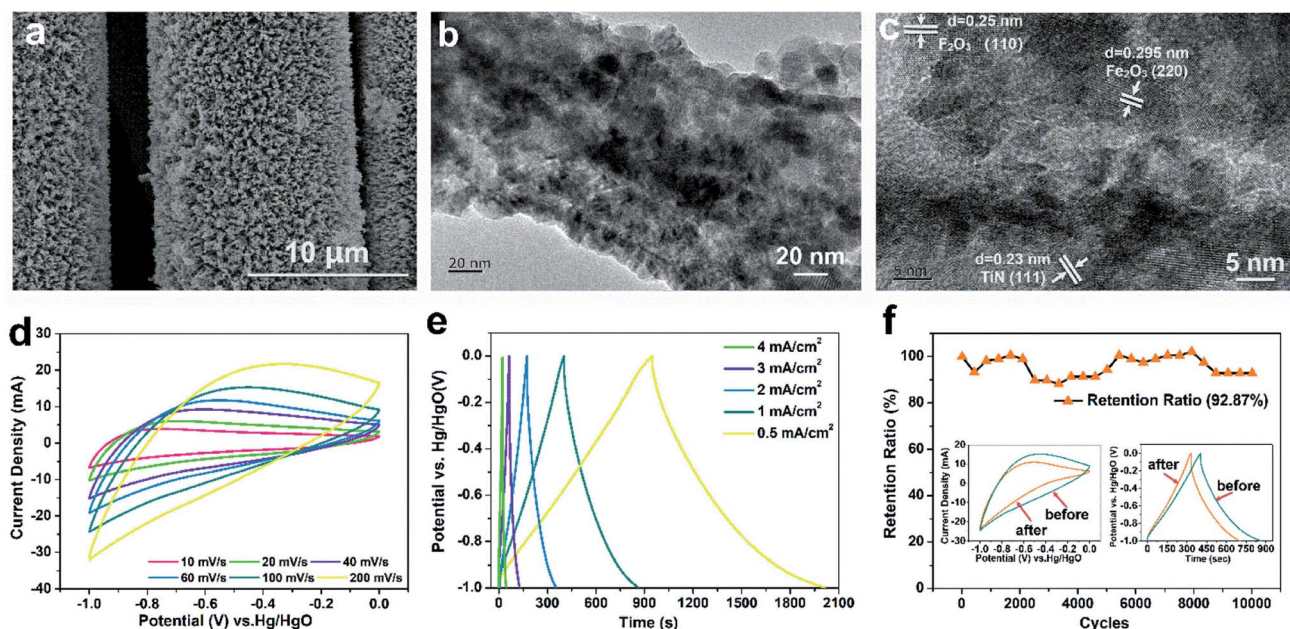 a
10 µm
b
20 nm
20 nm
c
d=0.25 nm
F₂O₃ (110)
d=0.295 nm
Fe₂O₃ (220)
d=0.23 nm
TiN (111)
5 nm
5 nm
d
Current Density (mA)
30
20
10
0
-10
-20
-30
-40
10 mV/s
20 mV/s
40 mV/s
60 mV/s
100 mV/s
200 mV/s
-1.0
-0.8
-0.6
-0.4
-0.2
0.0
Potential (V) vs.Hg/HgO
e
Potential vs. Hg/HgO(V)
0.0
-0.2
-0.4
-0.6
-0.8
-1.0
4 mA/cm²
3 mA/cm²
2 mA/cm²
1 mA/cm²
0.5 mA/cm²
0
300
600
900
1200
1500
1800
2100
Time (s)
f
Retention Ratio (%)
100
80
60
40
20
0
Retention Ratio (92.87%)
Current Density (mA)
20
10
0
-10
-20
-30
after
before
-1.0
-0.8
-0.6
-0.4
-0.2
0.0
Potential (V) vs.Hg/HgO
Potential vs. Hg/HgO (V)
0.0
-0.2
-0.4
-0.6
-0.8
-1.0
after
before
0
150
300
450
600
750
900
Time (sec)
0
2000
4000
6000
8000
10000
Cycles